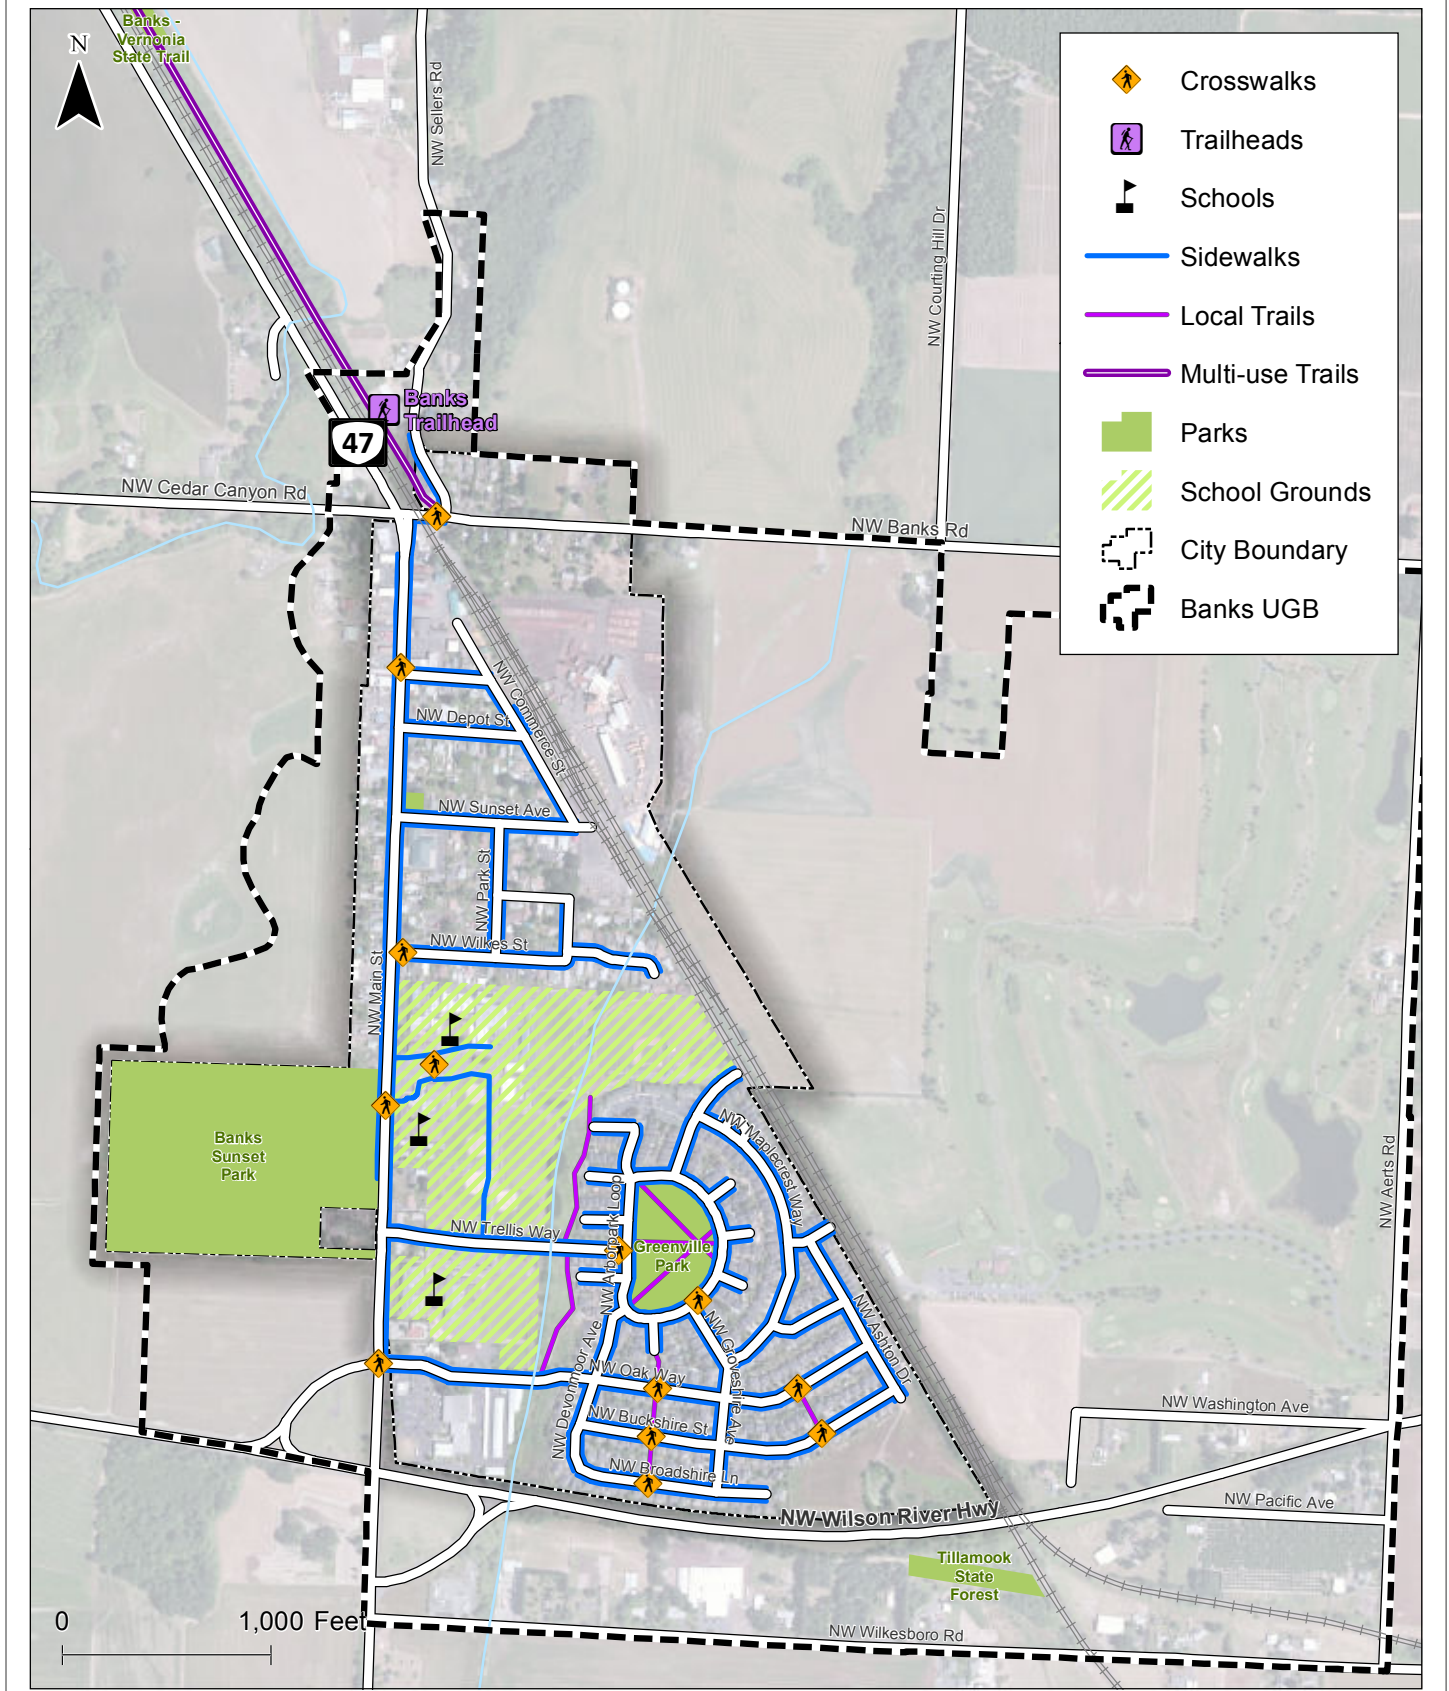 Banks -
Vernonia
State Trail
N
NW Sellers Rd
NW Courting Hill Dr
Crosswalks
Trailheads
Schools
Sidewalks
Local Trails
Multi-use Trails
Parks
School Grounds
City Boundary
Banks UGB
Banks
Trailhead
47
NW Cedar Canyon Rd
NW Banks Rd
NW Commerce St
NW Depot St
NW Sunset Ave
NW Park St
NW Wilkes St
NW Main St
Banks
Sunset
Park
NW Maplecrest Way
NW Aerts Rd
NW Arborpark Loop
NW Trellis Way
Greenville
Park
NW Ashton Dr
NW Groveshire Ave
NW Devonmoor Ave
NW Oak Way
NW Buckshire St
NW Broadshire Ln
NW Washington Ave
NW Pacific Ave
NW Wilson River Hwy
Tillamook
State
Forest
0 1,000 Feet
NW Wilkesboro Rd